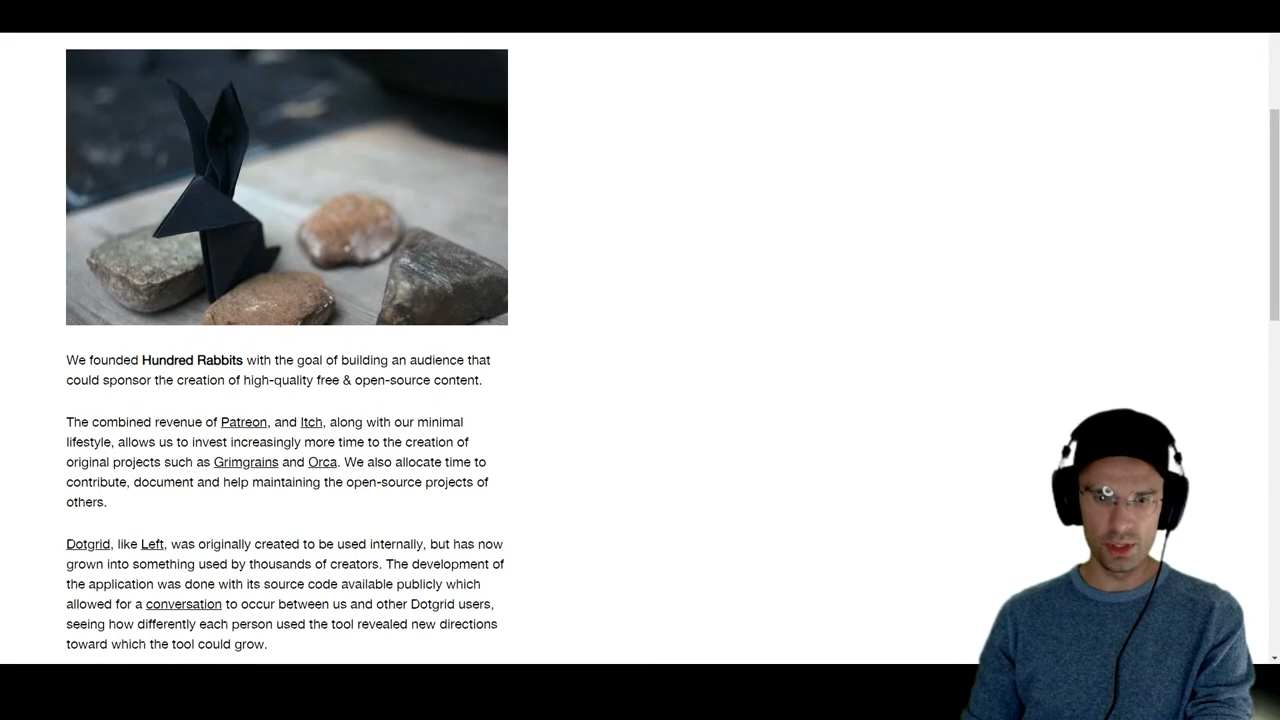 We founded Hundred Rabbits with the goal of building an audience that
could sponsor the creation of high-quality free & open-source content.
The combined revenue of Patreon, and Itch, along with our minimal
lifestyle, allows us to invest increasingly more time to the creation of
original projects such as Grimgrains and Orca. We also allocate time to
contribute, document and help maintaining the open-source projects of
others.
Dotgrid, like Left, was originally created to be used internally, but has now
grown into something used by thousands of creators. The development of
the application was done with its source code available publicly which
allowed for a conversation to occur between us and other Dotgrid users,
seeing how differently each person used the tool revealed new directions
toward which the tool could grow.